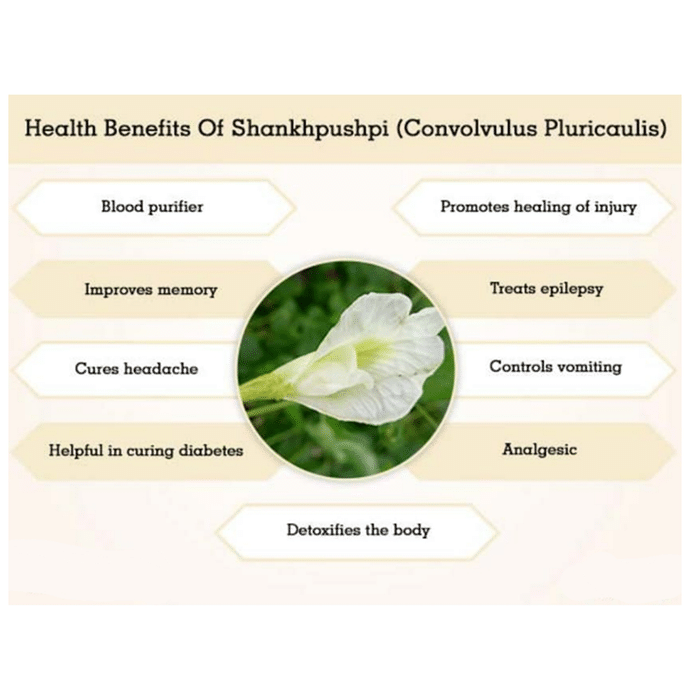 Health Benefits Of Shankhpushpi (Convolvulus Pluricaulis)
Blood purifier
Promotes healing of injury
Improves memory
Treats epilepsy
Cures headache
Controls vomiting
Helpful in curing diabetes
Analgesic
Detoxifies the body